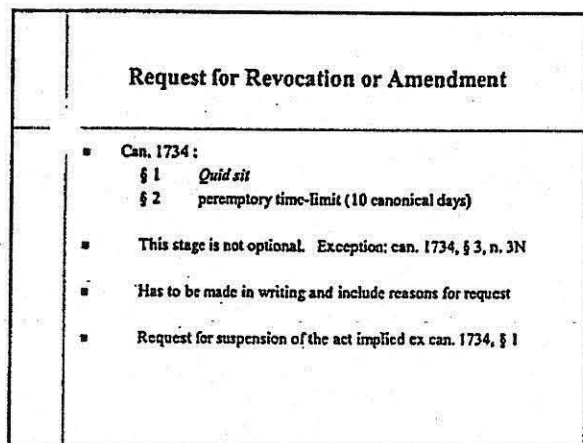 Request for Revocation or Amendment
Can. 1734 :
§ 1 Quid sit
§ 2 peremptory time-limit (10 canonical days)
This stage is not optional. Exception: can. 1734, § 3, n. 3N
Has to be made in writing and include reasons for request
Request for suspension of the act implied ex can. 1734, § 1